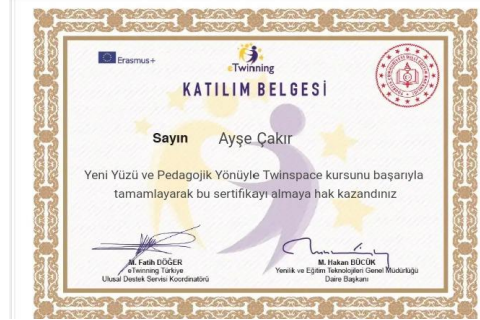 Erasmus+
eTwinning
KATILIM BELGESİ
Sayın Ayşe Çakır
Yeni Yüzü ve Pedagojik Yönüyle Twinspace kursunu başarıyla
tamamlayarak bu sertifikayı almaya hak kazandınız
M. Fatih DÖĞER
eTwinning Türkiye
Ulusal Destek Servisi Koordinatörü
M. Hakan BÜCÜK
Yenilik ve Eğitim Teknolojileri Genel Müdürlüğü
Daire Başkanı